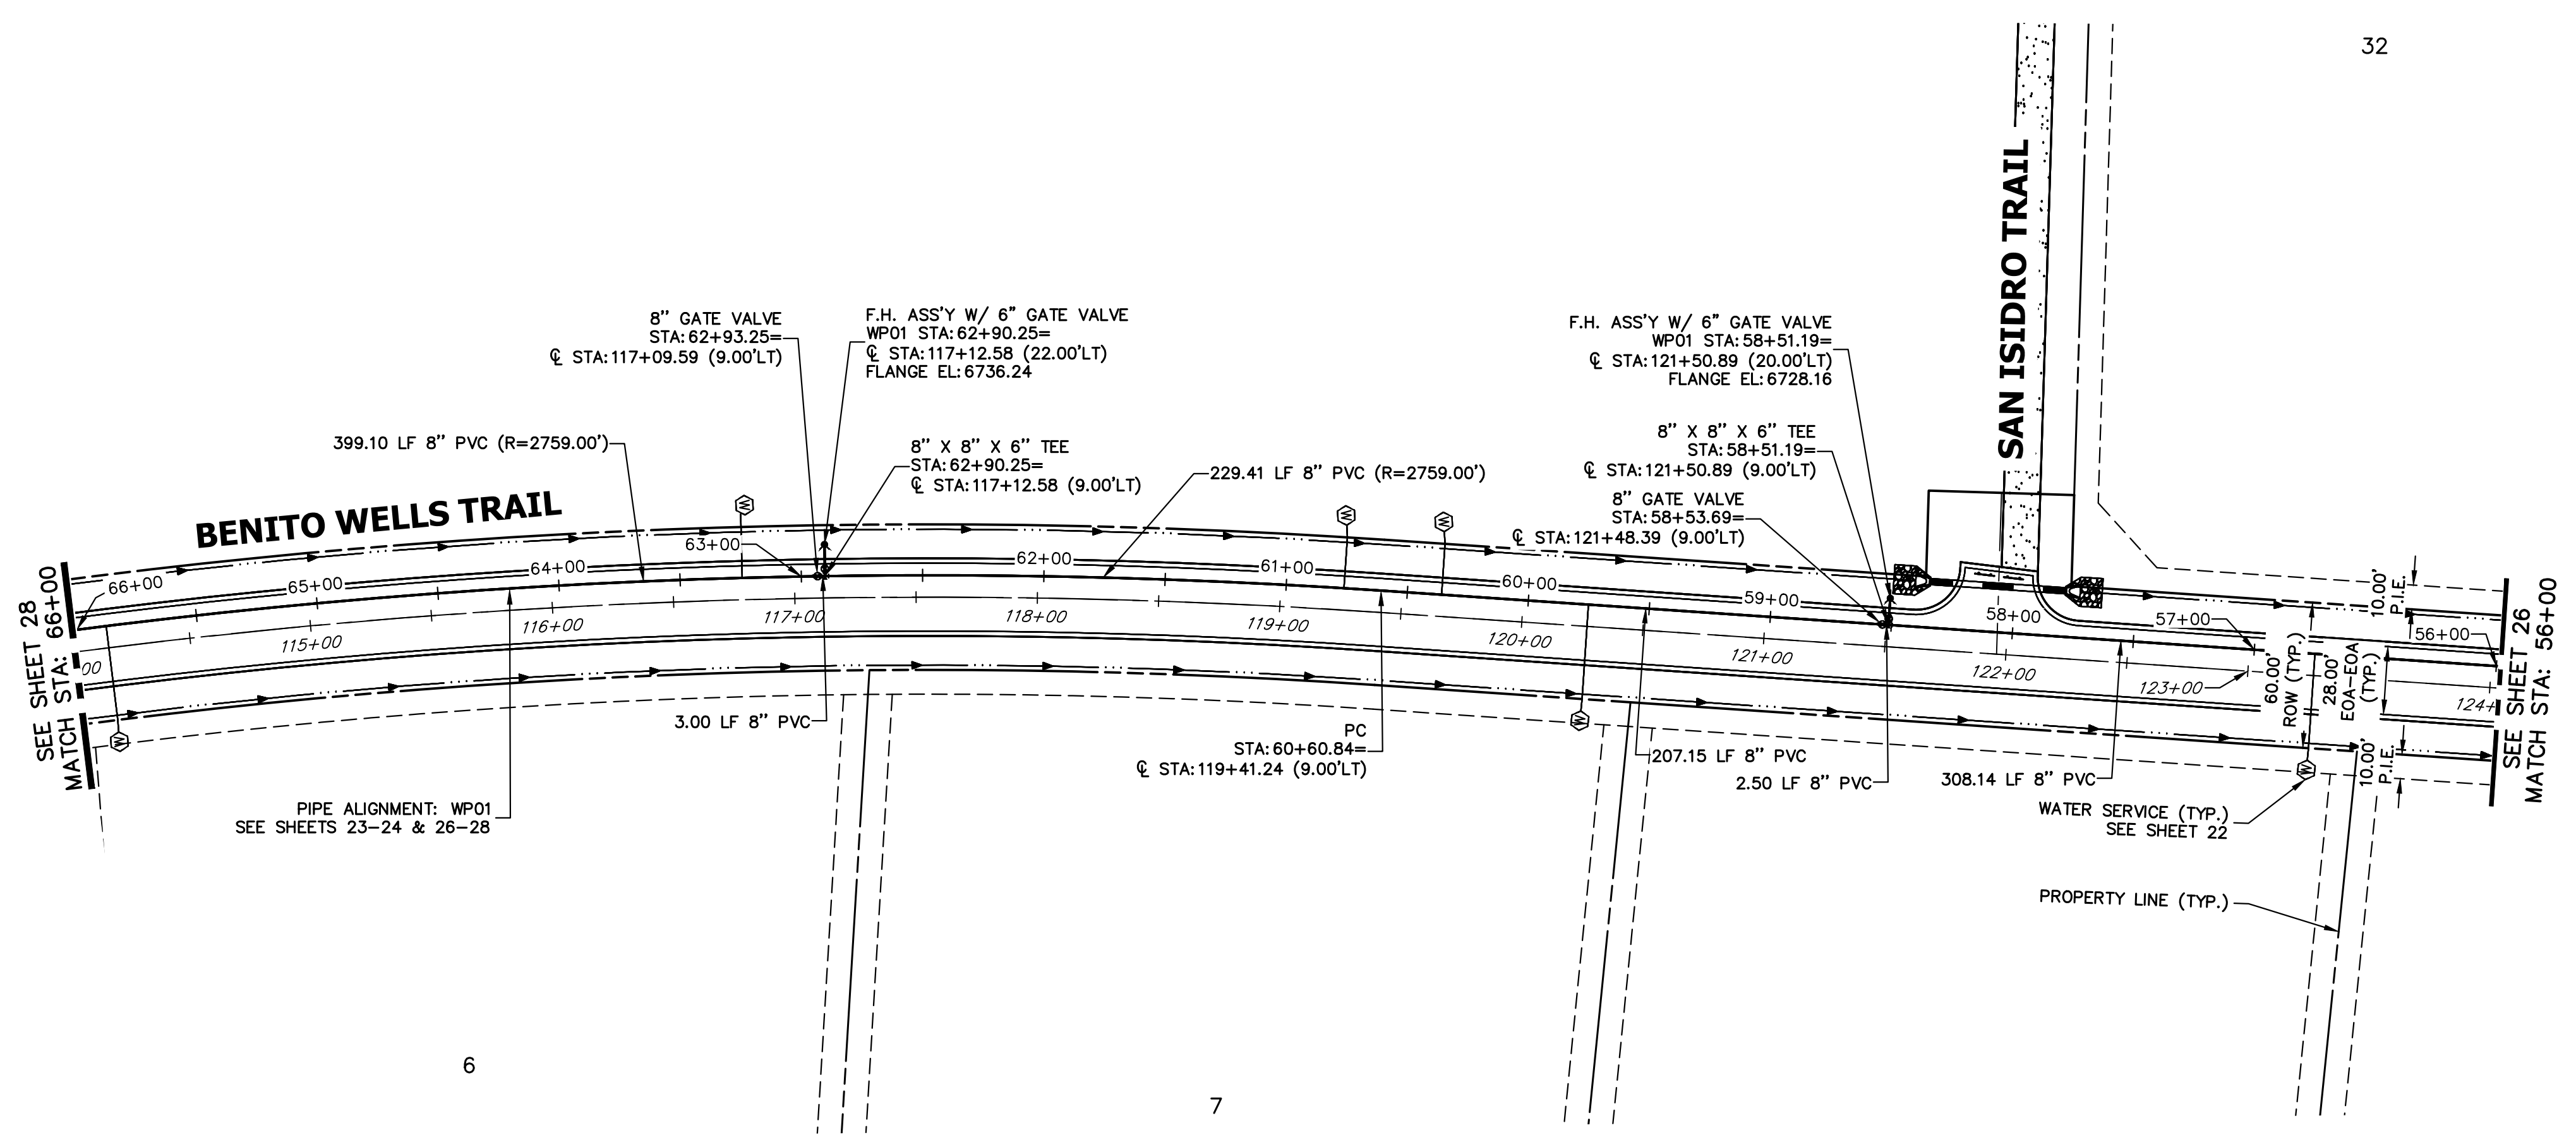 32
SAN ISIDRO TRAIL
8" GATE VALVE
STA:62+93.25=
℄ STA:117+09.59 (9.00'LT)
F.H. ASS'Y W/ 6" GATE VALVE
WP01 STA:62+90.25=
℄ STA:117+12.58 (22.00'LT)
FLANGE EL:6736.24
F.H. ASS'Y W/ 6" GATE VALVE
WP01 STA:58+51.19=
℄ STA:121+50.89 (20.00'LT)
FLANGE EL:6728.16
399.10 LF 8" PVC (R=2759.00')
8" X 8" X 6" TEE
STA:62+90.25=
℄ STA:117+12.58 (9.00'LT)
229.41 LF 8" PVC (R=2759.00')
8" X 8" X 6" TEE
STA:58+51.19=
℄ STA:121+50.89 (9.00'LT)
8" GATE VALVE
STA:58+53.69=
℄ STA:121+48.39 (9.00'LT)
BENITO WELLS TRAIL
W
W
W
SEE SHEET 28
MATCH STA: 66+00
66+00
65+00
64+00
63+00
62+00
61+00
60+00
59+00
58+00
57+00
56+00
00
115+00
116+00
117+00
118+00
119+00
120+00
121+00
122+00
123+00
124+
10.00'
P.I.E.
60.00'
ROW (TYP.)
28.00'
EOA-EOA
(TYP.)
10.00'
P.I.E.
SEE SHEET 26
MATCH STA: 56+00
W
W
W
3.00 LF 8" PVC
PC
STA:60+60.84=
℄ STA:119+41.24 (9.00'LT)
207.15 LF 8" PVC
2.50 LF 8" PVC
308.14 LF 8" PVC
PIPE ALIGNMENT: WP01
SEE SHEETS 23-24 & 26-28
WATER SERVICE (TYP.)
SEE SHEET 22
PROPERTY LINE (TYP.)
6
7